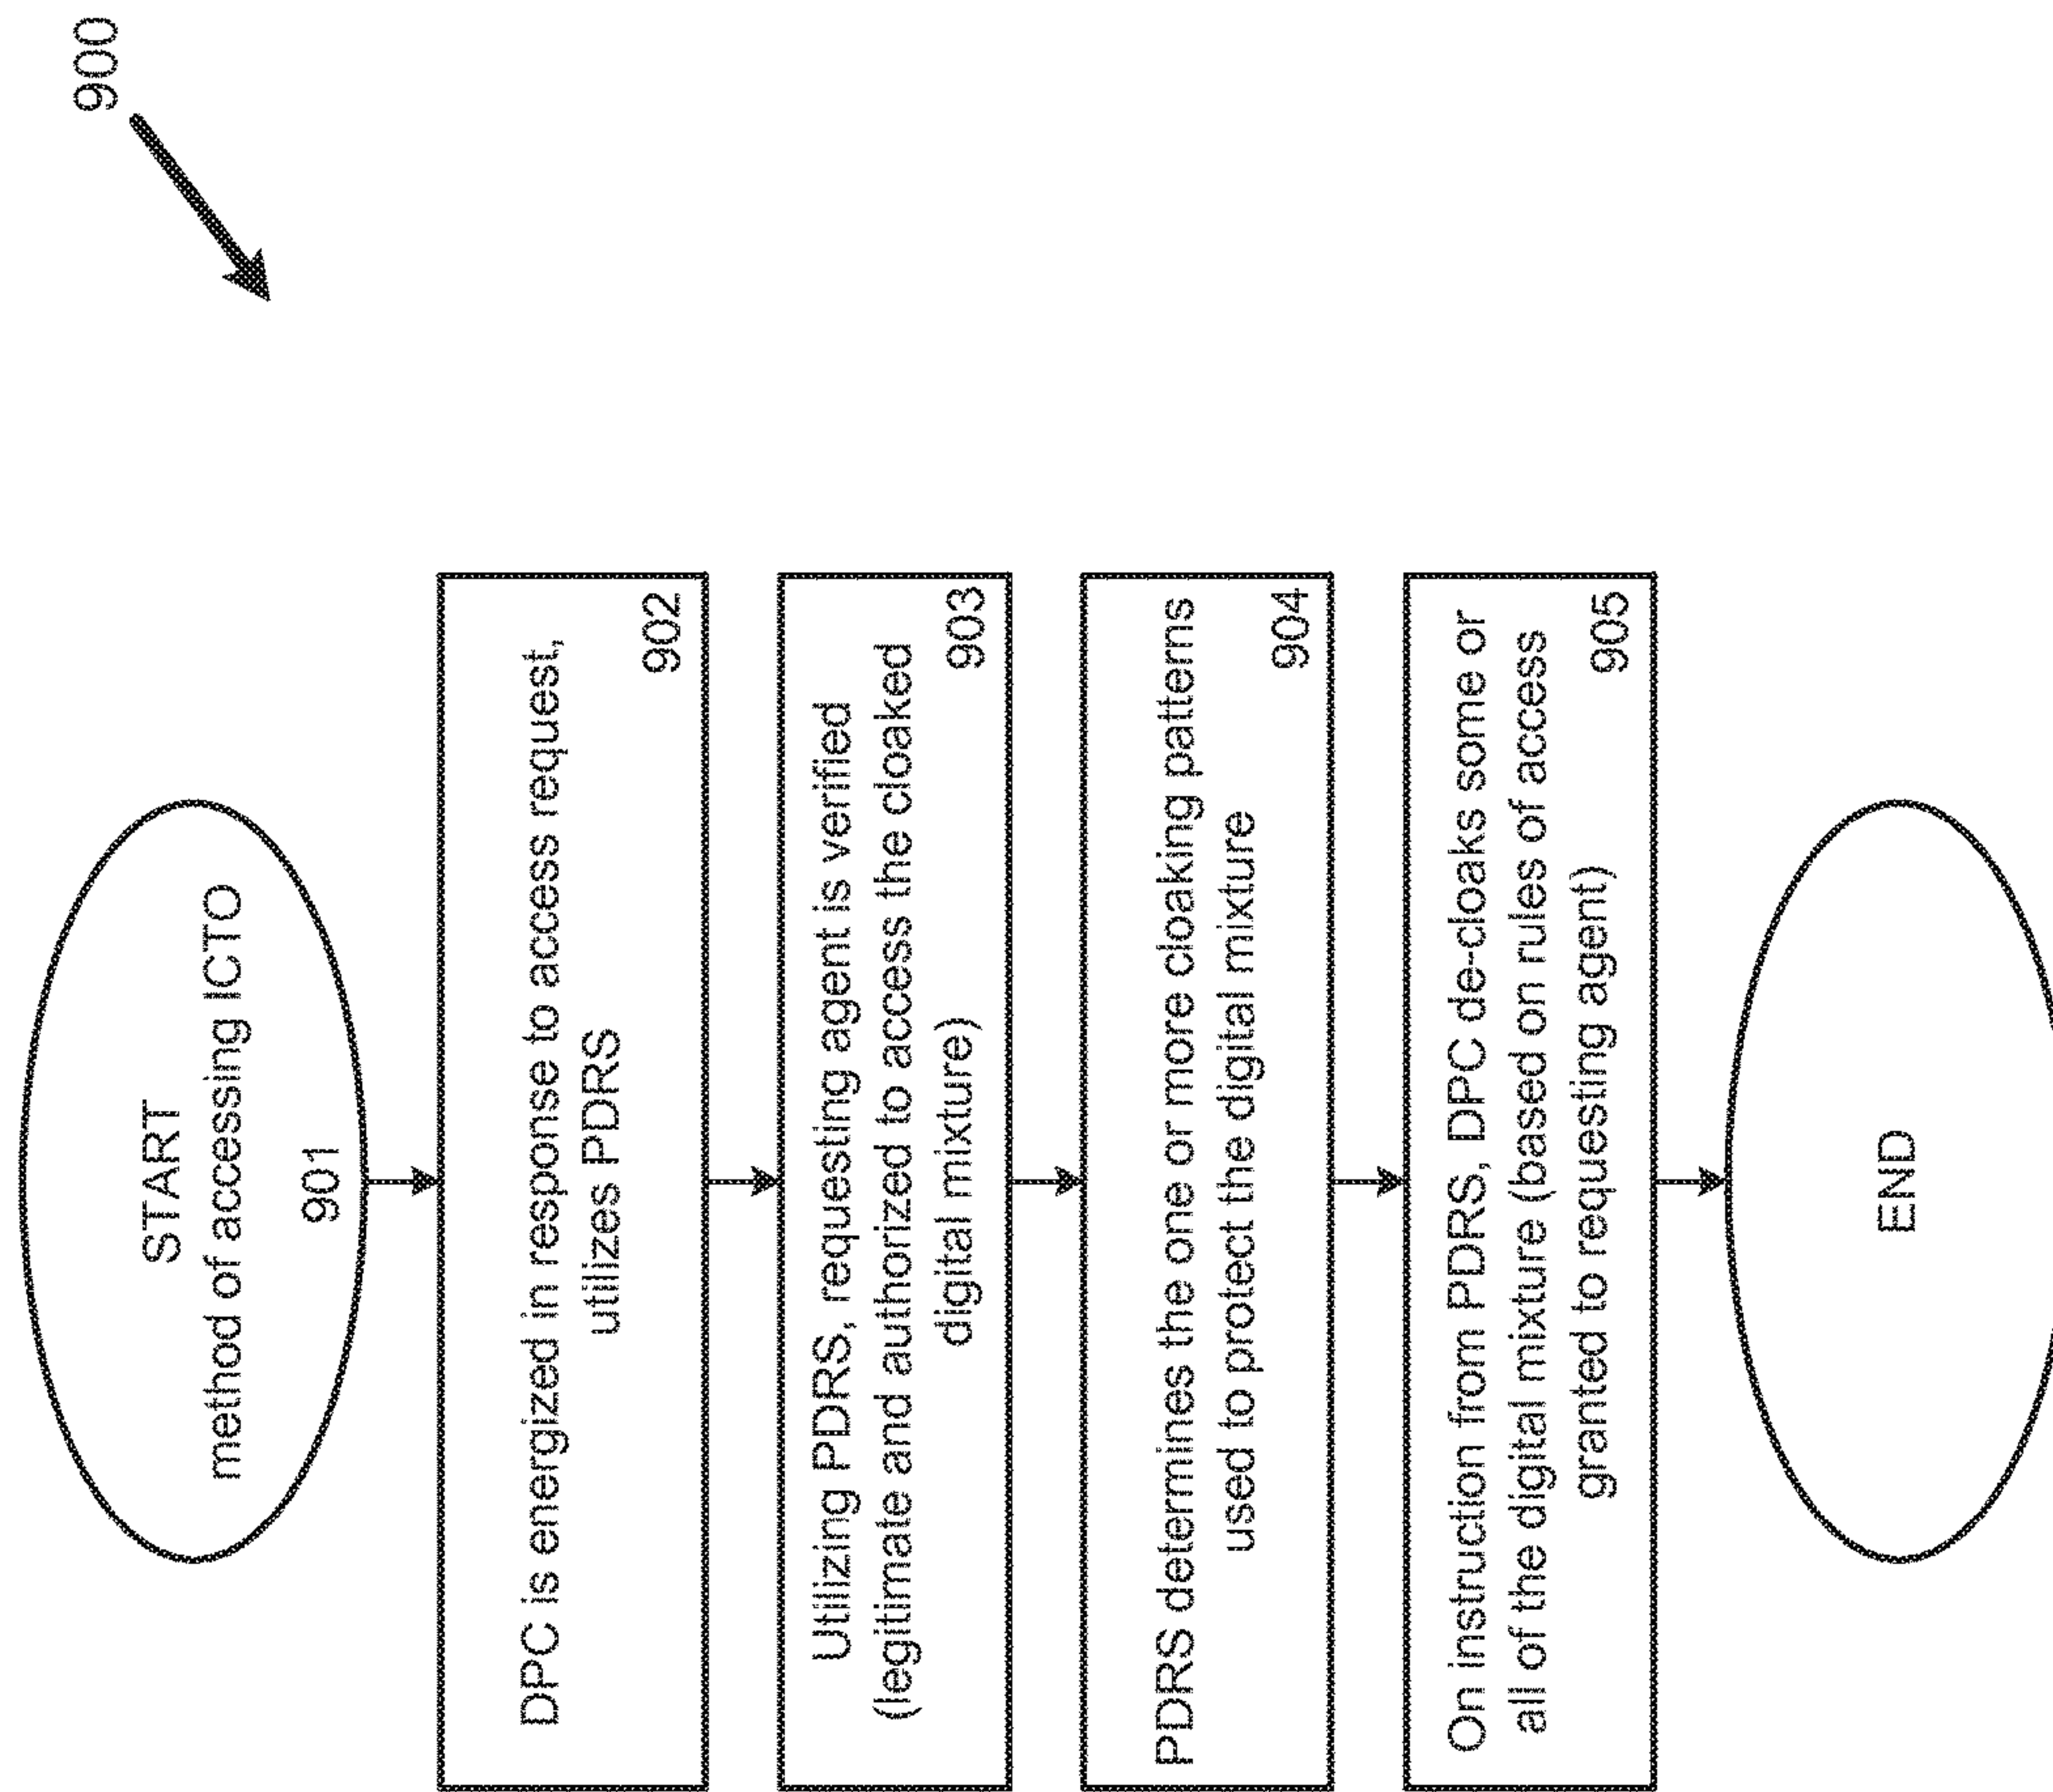 900
START
method of accessing ICTO
901
DPC is energized in response to access request,
utilizes PDRS
902
Utilizing PDRS, requesting agent is verified
(legitimate and authorized to access the cloaked
digital mixture)
903
PDRS determines the one or more cloaking patterns
used to protect the digital mixture
904
On instruction from PDRS, DPC de-cloaks some or
all of the digital mixture (based on rules of access
granted to requesting agent)
905
END